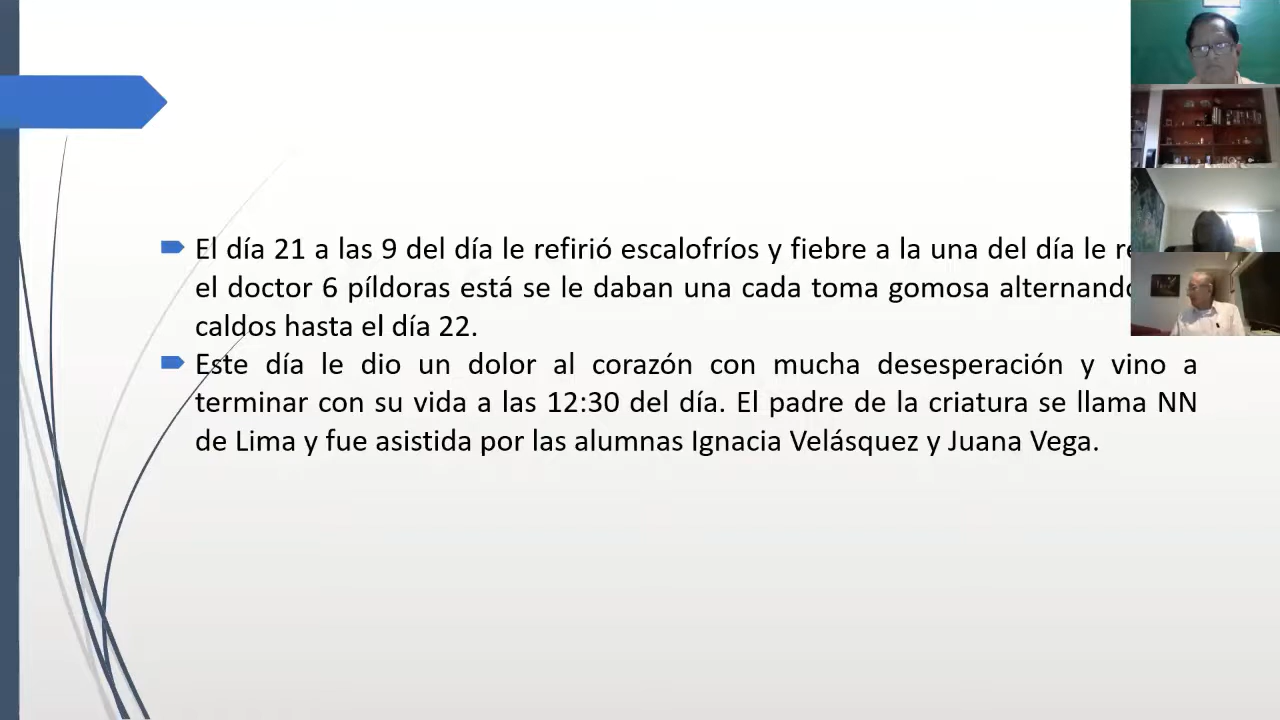 El día 21 a las 9 del día le refirió escalofríos y fiebre a la una del día le
el doctor 6 píldoras está se le daban una cada toma gomosa alternando
caldos hasta el día 22.
Este día le dio un dolor al corazón con mucha desesperación y vino a
terminar con su vida a las 12:30 del día. El padre de la criatura se llama NN
de Lima y fue asistida por las alumnas Ignacia Velásquez y Juana Vega.